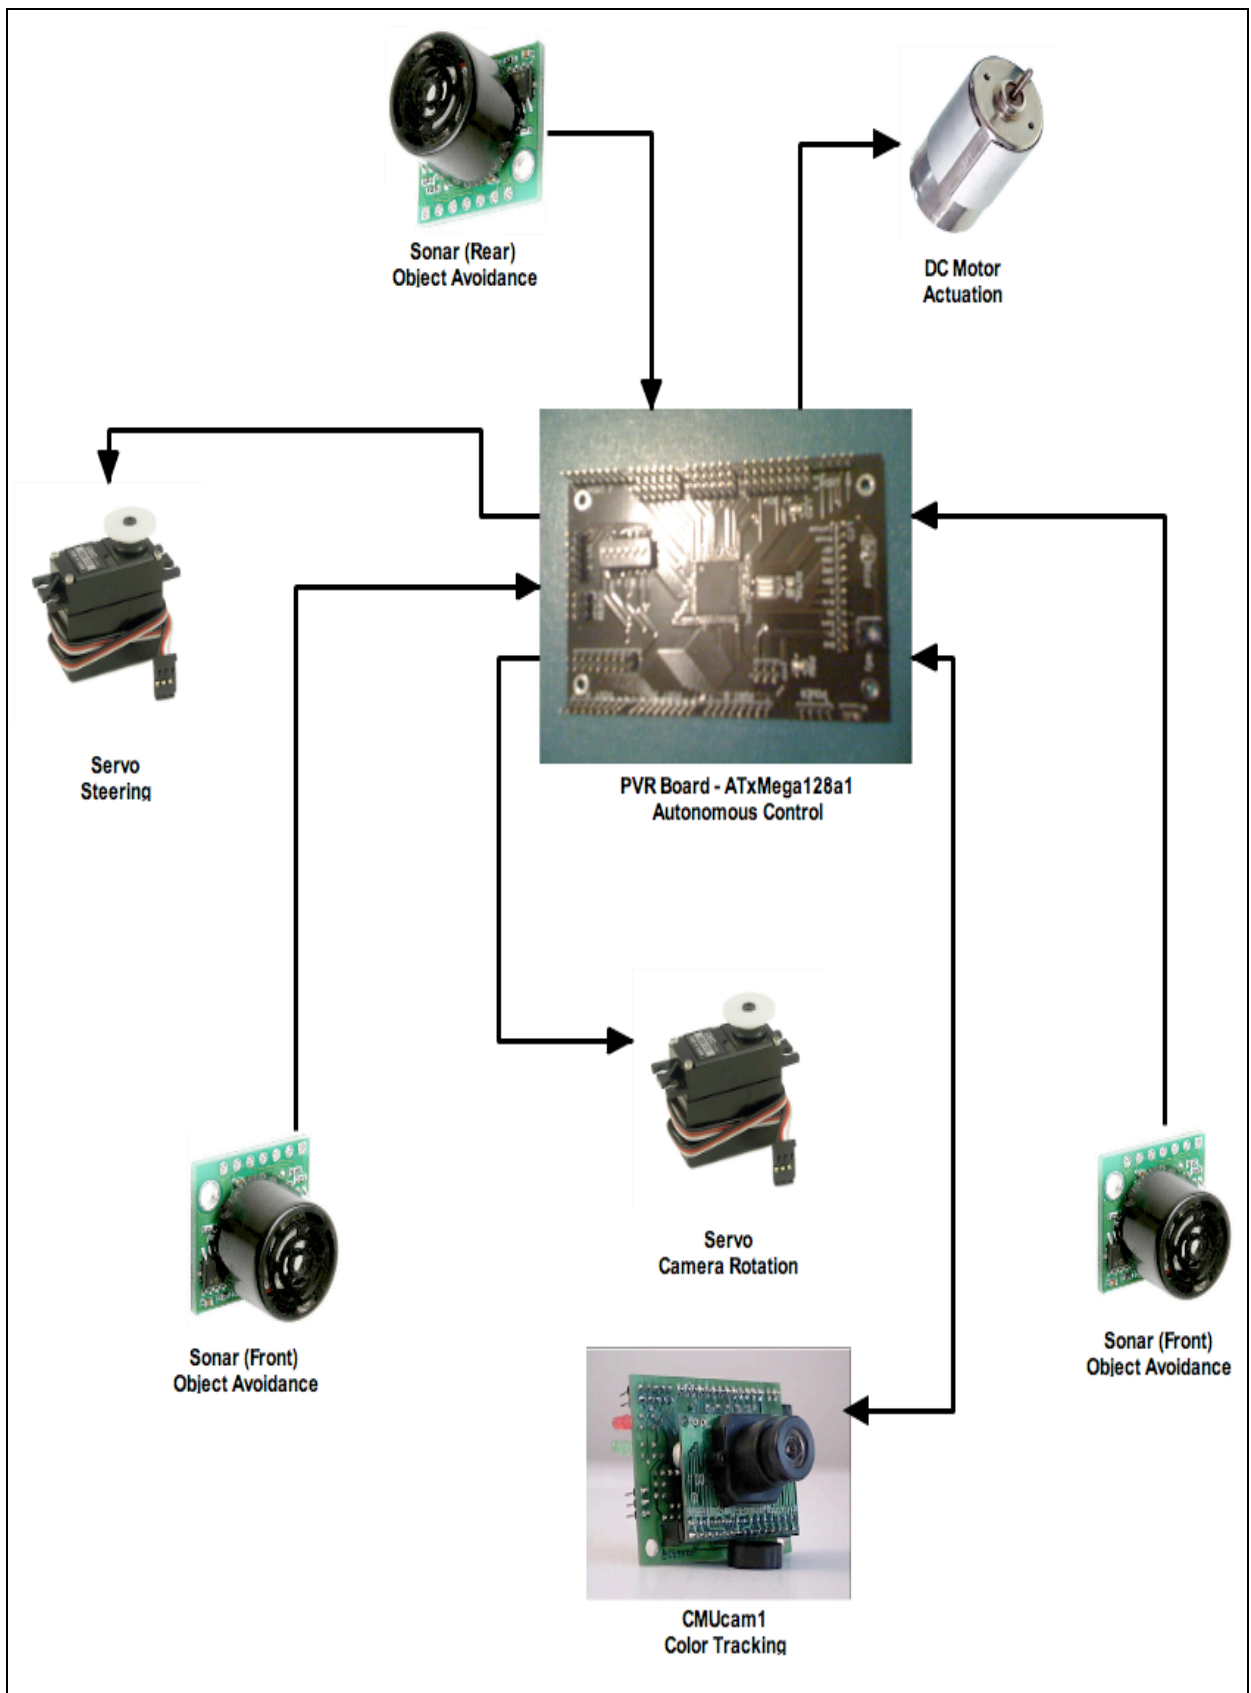 Sonar (Rear)
Object Avoidance
DC Motor
Actuation
Servo
Steering
PVR Board - ATxMega128a1
Autonomous Control
Servo
Camera Rotation
Sonar (Front)
Object Avoidance
Sonar (Front)
Object Avoidance
CMUcam1
Color Tracking